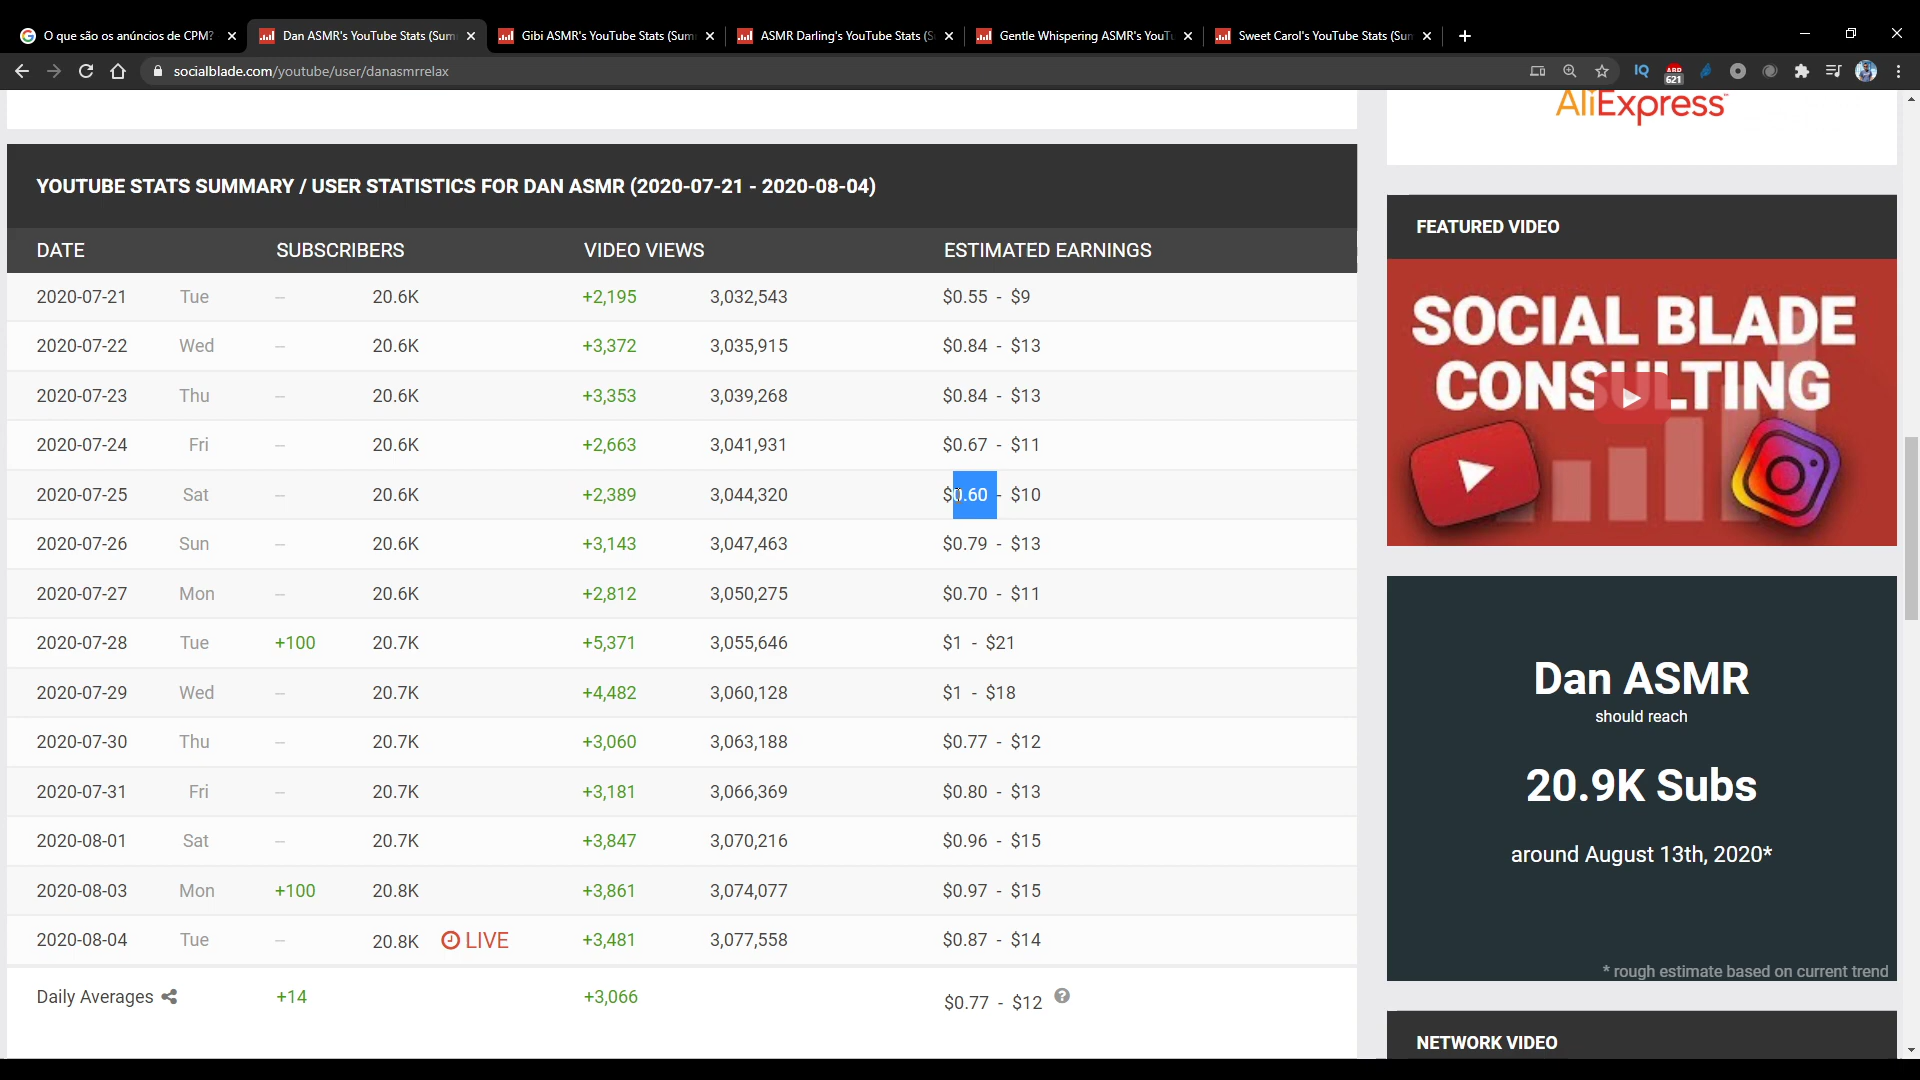 O que são os anúncios de CPM?
Dan ASMR's YouTube Stats (Sum
Gibi ASMR's YouTube Stats (Sum
ASMR Darling's YouTube Stats (S
Gentle Whispering ASMR's YouT
Sweet Carol's YouTube Stats (Sum
socialblade.com/youtube/user/danasmrrelax
IQ
ABD
621
AliExpress
YOUTUBE STATS SUMMARY / USER STATISTICS FOR DAN ASMR (2020-07-21 - 2020-08-04)
DATE SUBSCRIBERS VIDEO VIEWS ESTIMATED EARNINGS
2020-07-21 Tue -- 20.6K +2,195 3,032,543 $0.55 - $9
2020-07-22 Wed -- 20.6K +3,372 3,035,915 $0.84 - $13
2020-07-23 Thu -- 20.6K +3,353 3,039,268 $0.84 - $13
2020-07-24 Fri -- 20.6K +2,663 3,041,931 $0.67 - $11
2020-07-25 Sat -- 20.6K +2,389 3,044,320 $0.60 - $10
2020-07-26 Sun -- 20.6K +3,143 3,047,463 $0.79 - $13
2020-07-27 Mon -- 20.6K +2,812 3,050,275 $0.70 - $11
2020-07-28 Tue +100 20.7K +5,371 3,055,646 $1 - $21
2020-07-29 Wed -- 20.7K +4,482 3,060,128 $1 - $18
2020-07-30 Thu -- 20.7K +3,060 3,063,188 $0.77 - $12
2020-07-31 Fri -- 20.7K +3,181 3,066,369 $0.80 - $13
2020-08-01 Sat -- 20.7K +3,847 3,070,216 $0.96 - $15
2020-08-03 Mon +100 20.8K +3,861 3,074,077 $0.97 - $15
2020-08-04 Tue -- 20.8K LIVE +3,481 3,077,558 $0.87 - $14
Daily Averages +14 +3,066 $0.77 - $12 ?
FEATURED VIDEO
SOCIAL BLADE
CONSULTING
Dan ASMR
should reach
20.9K Subs
around August 13th, 2020*
* rough estimate based on current trend
NETWORK VIDEO